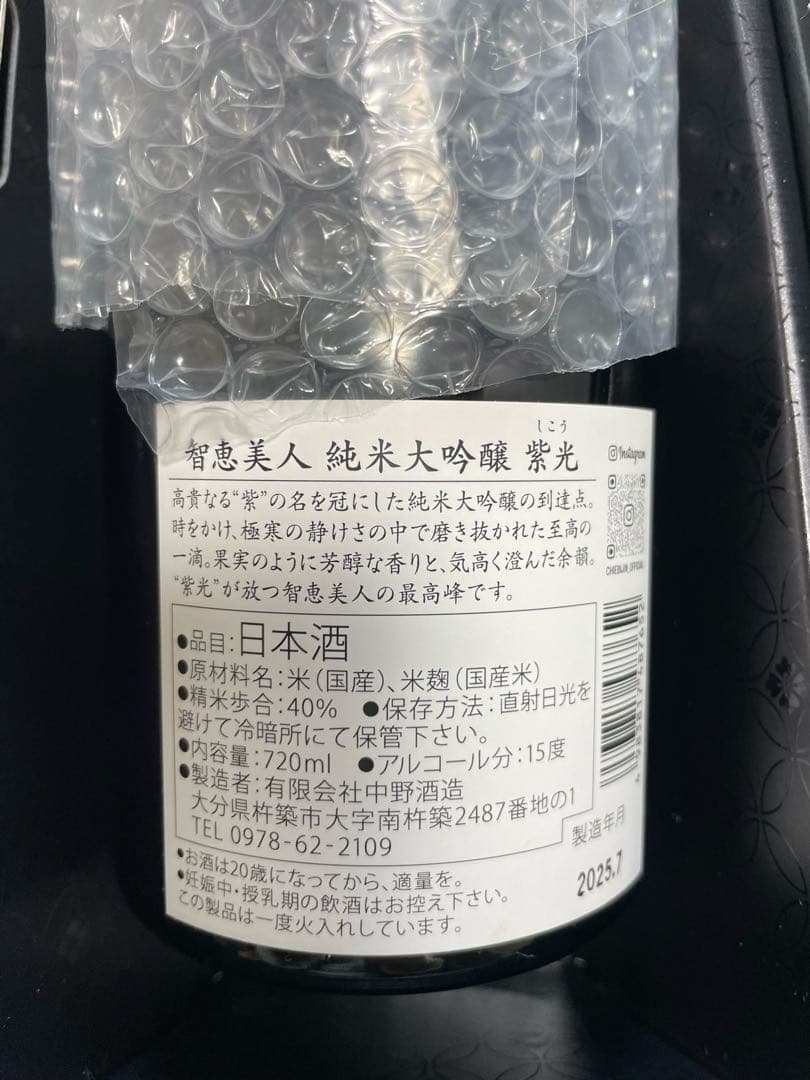 しこう
智恵美人 純米大吟醸 紫光
高貴なる“紫”の名を冠にした純米大吟醸の到達点。
時をかけ、極寒の静けさの中で磨き抜かれた至高の
一滴。果実のように芳醇な香りと、気高く澄んだ余韻。
“紫光”が放つ智恵美人の最高峰です。
●品目:日本酒
●原材料名:米(国産)、米麹(国産米)
●精米歩合:40% ●保存方法:直射日光を
避けて冷暗所にて保管下さい。
●内容量:720ml ●アルコール分:15度
●製造者:有限会社中野酒造
大分県杵築市大字南杵築2487番地の1
TEL 0978-62-2109
●お酒は20歳になってから、適量を。
●妊娠中・授乳期の飲酒はお控え下さい。
この製品は一度火入れしています。
Instagram
CHIEBIJIN_OFFICIAL
製造年月
2025.7